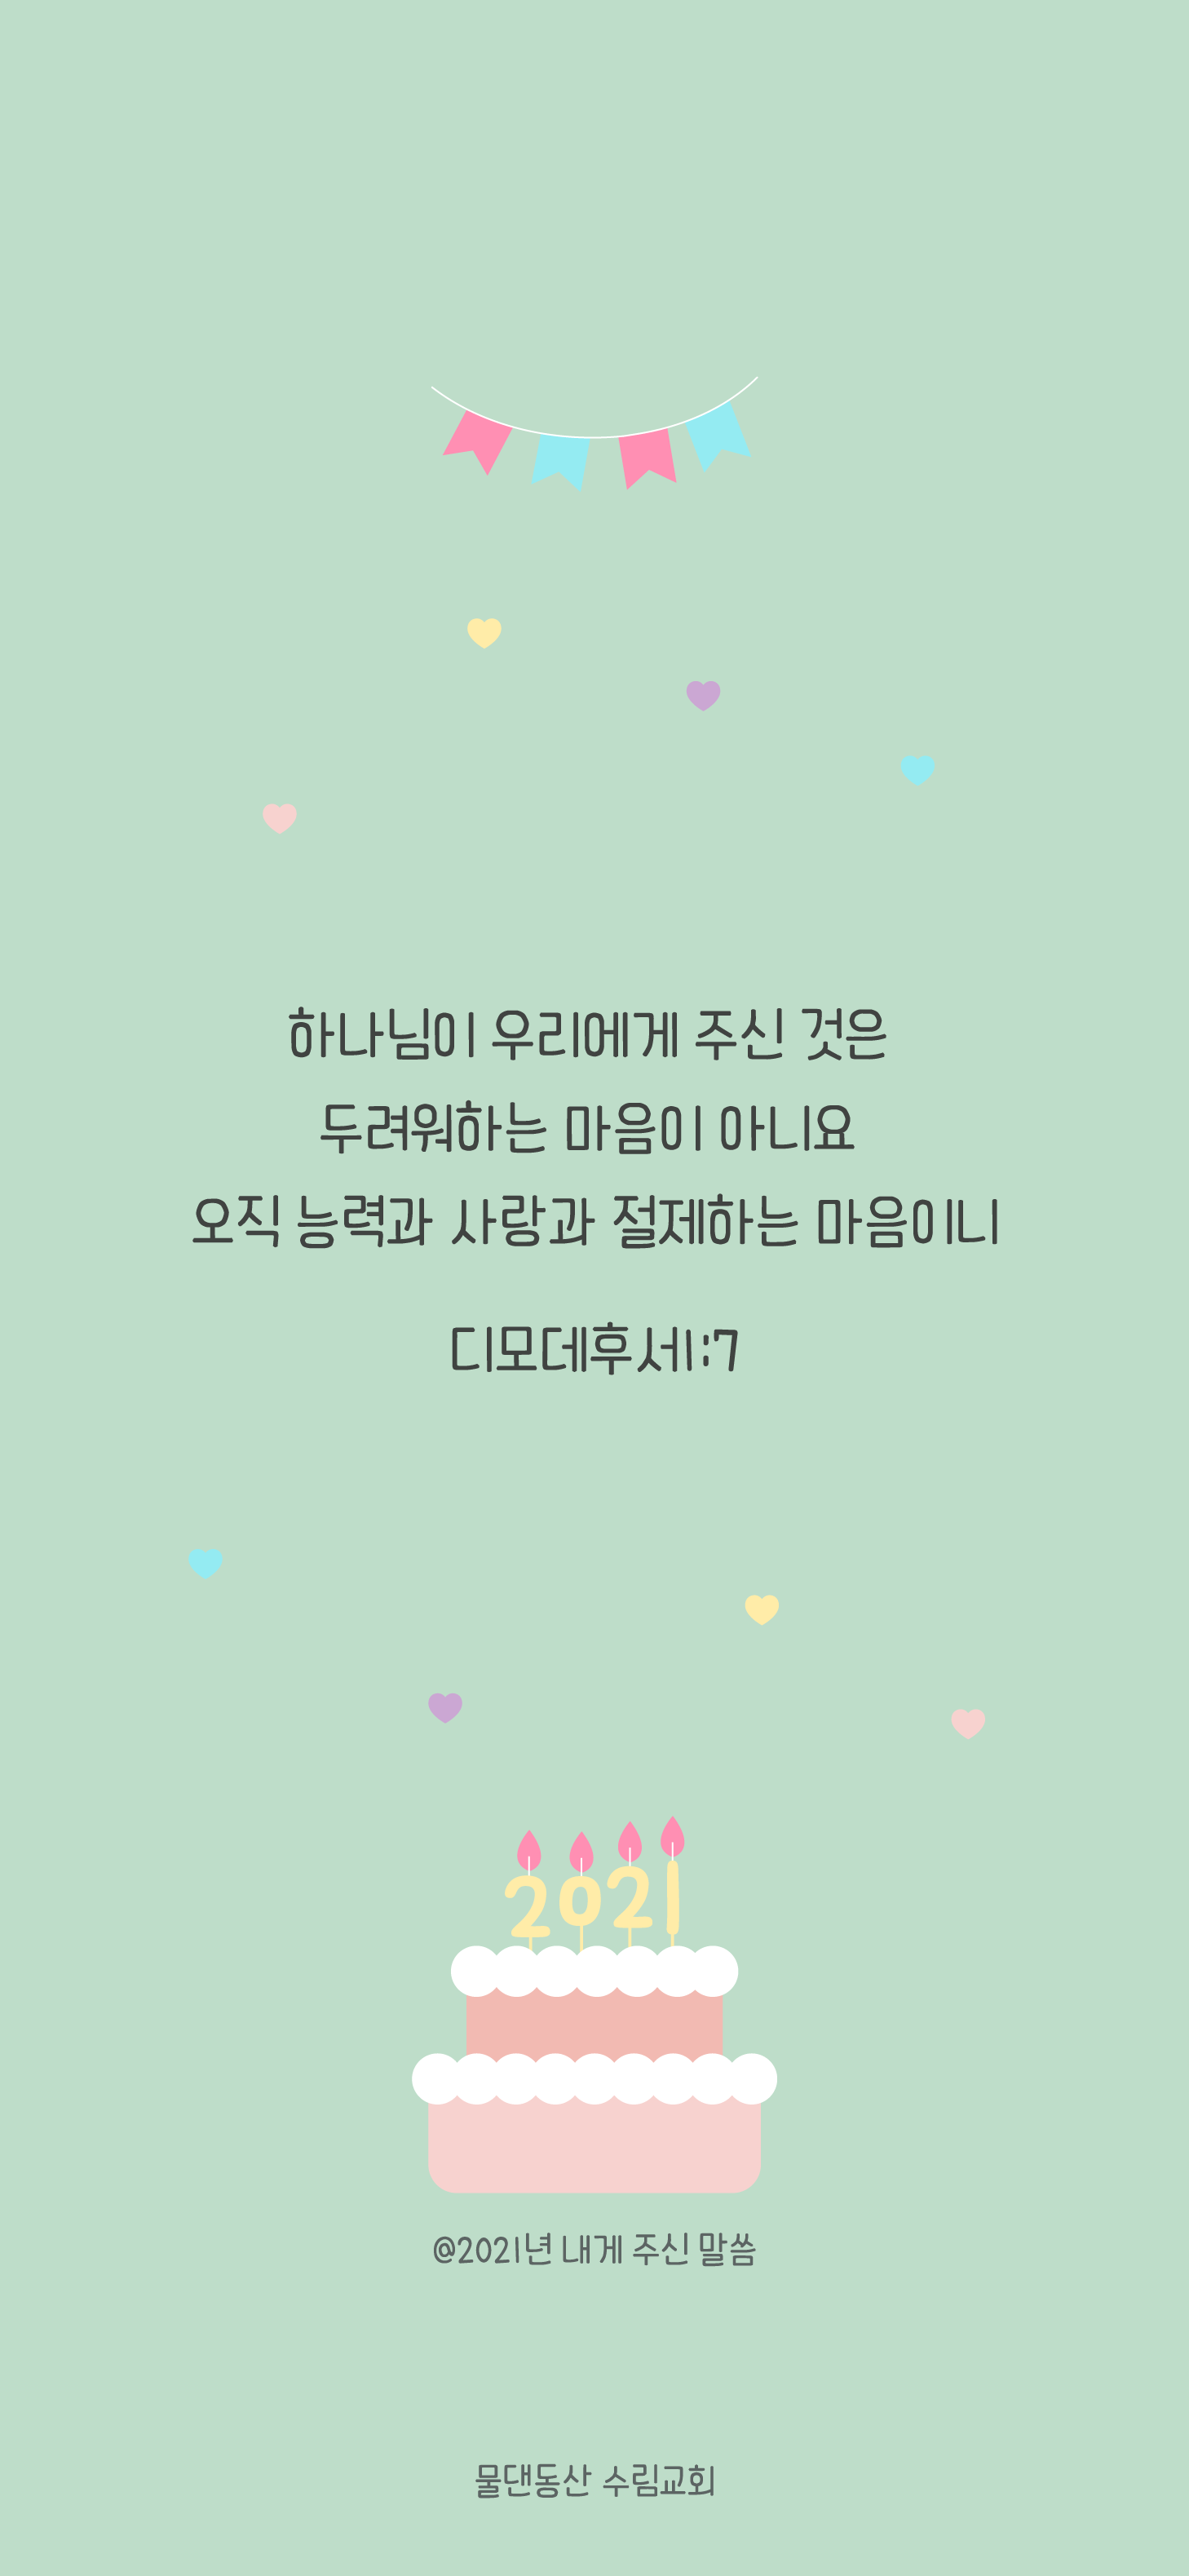 하나님이 우리에게 주신 것은
두려워하는 마음이 아니요
오직 능력과 사랑과 절제하는 마음이니
디모데후서1:7
2021
@2021년 내게 주신 말씀
물댄동산 수림교회